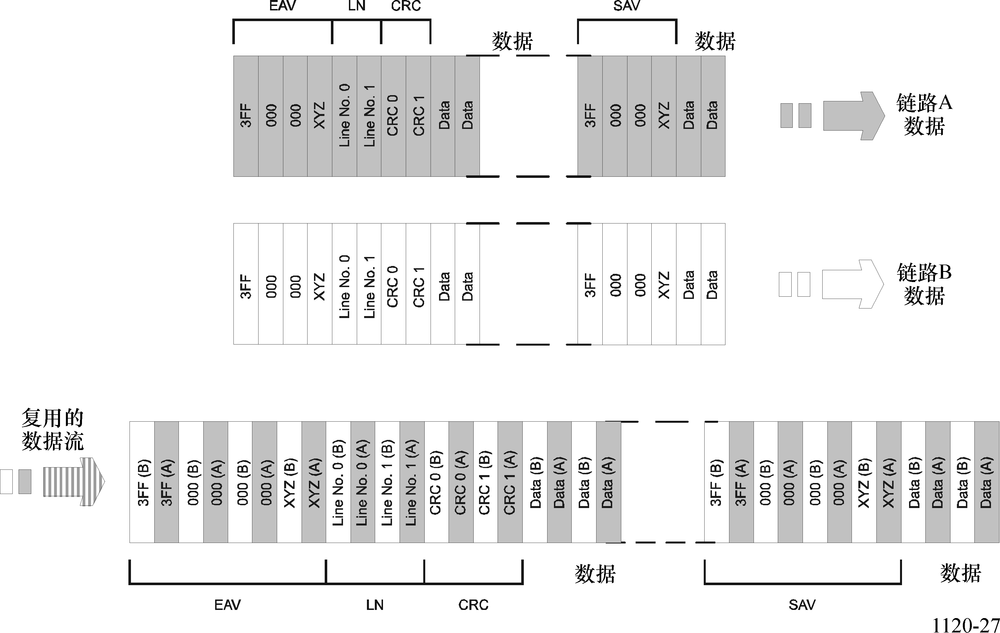 EAV LN CRC SAV
数据 数据
3FF 000 000 XYZ Line No. 0 Line No. 1 CRC 0 CRC 1 Data Data 3FF 000 000 XYZ Data Data
链路A
数据
3FF 000 000 XYZ Line No. 0 Line No. 1 CRC 0 CRC 1 Data Data 3FF 000 000 XYZ Data Data
链路B
数据
复用的
数据流
3FF (B) 3FF (A) 000 (B) 000 (A) 000 (B) 000 (A) XYZ (B) XYZ (A) Line No. 0 (B) Line No. 0 (A) Line No. 1 (B) Line No. 1 (A) CRC 0 (B) CRC 0 (A) CRC 1 (B) CRC 1 (A) Data (B) Data (A) Data (B) Data (A) 3FF (B) 3FF (A) 000 (B) 000 (A) 000 (B) 000 (A) XYZ (B) XYZ (A) Data (B) Data (A) Data (B) Data (A)
数据 数据
EAV LN CRC SAV
1120-27